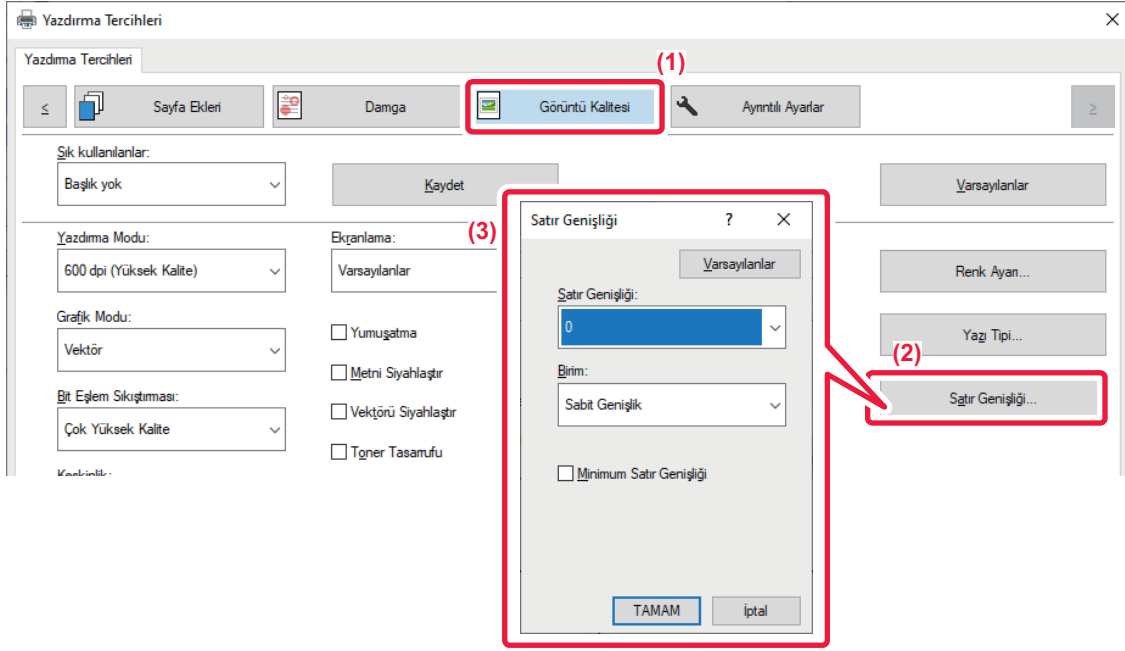 Yazdırma Tercihleri
Yazdırma Tercihleri
(1)
<
Sayfa Ekleri
Damga
Görüntü Kalitesi
Ayrıntılı Ayarlar
>
Sık kullanılanlar:
Başlık yok
Kaydet
Varsayılanlar
Yazdırma Modu:
600 dpi (Yüksek Kalite)
Ekranlama:
Varsayılanlar
Renk Ayarı...
Grafik Modu:
Vektör
Yumuşatma
Yazı Tipi...
Metni Siyahlaştır
(2)
Satır Genişliği...
Bit Eşlem Sıkıştırması:
Çok Yüksek Kalite
Vektörü Siyahlaştır
Toner Tasarrufu
Keskinlik:
(3)
Satır Genişliği
?
Varsayılanlar
Satır Genişliği:
0
Birim:
Sabit Genişlik
Minimum Satır Genişliği
TAMAM
İptal